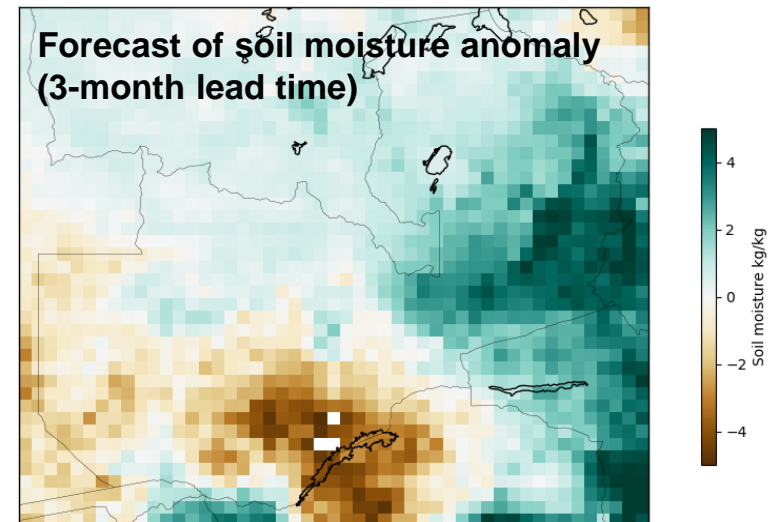 Forecast of soil moisture anomaly
(3-month lead time)
4
2
0
−2
−4
Soil moisture kg/kg